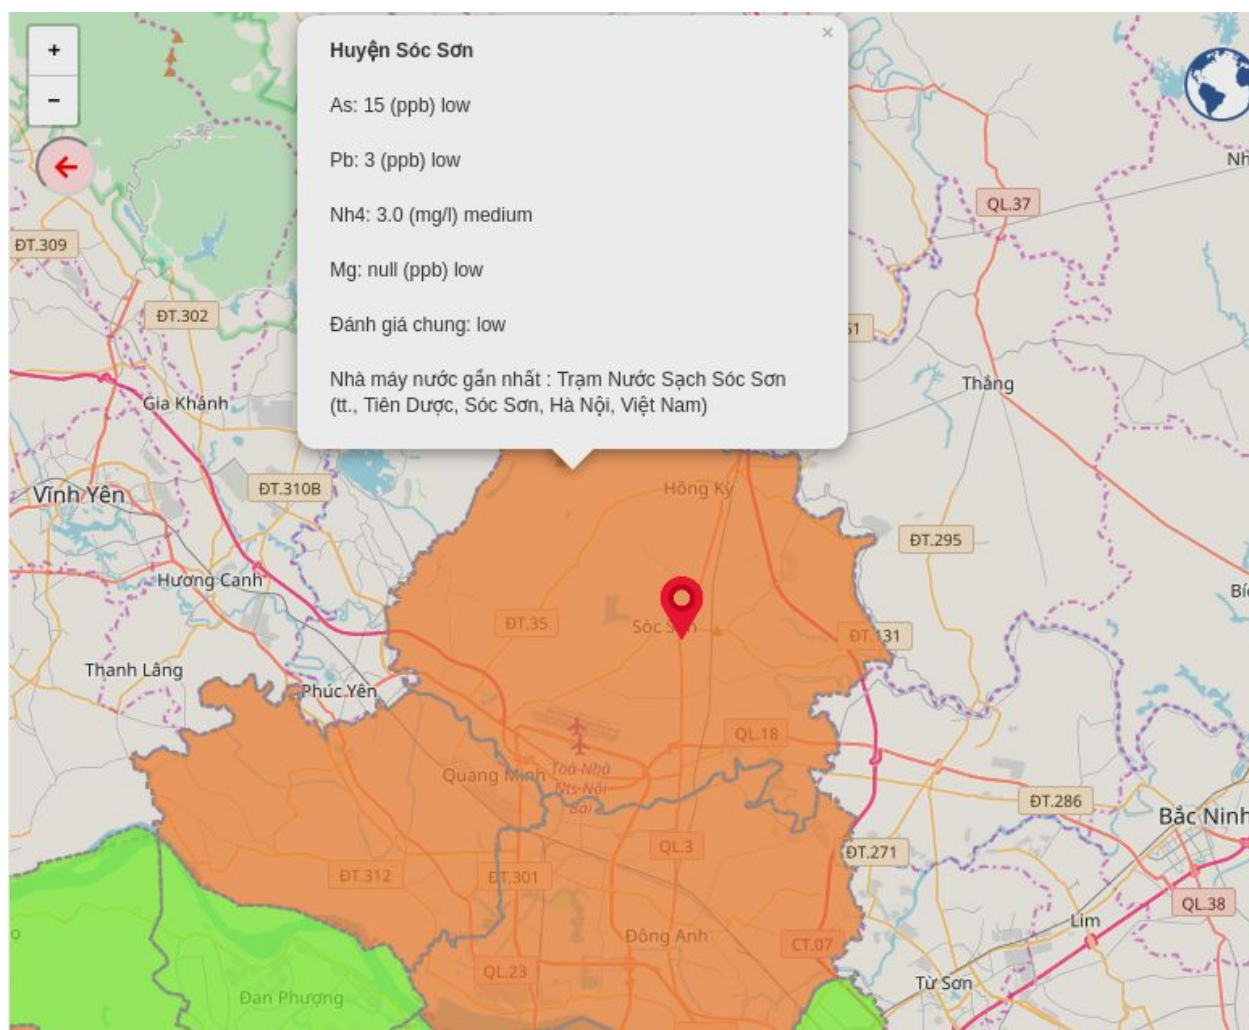 +
Huyện Sóc Sơn
×
−
As: 15 (ppb) low
Pb: 3 (ppb) low
Nh4: 3.0 (mg/l) medium
Mg: null (ppb) low
Đánh giá chung: low
Nhà máy nước gần nhất : Trạm Nước Sạch Sóc Sơn
(tt., Tiên Dược, Sóc Sơn, Hà Nội, Việt Nam)
QL.37
ĐT.309
ĐT.302
Thắng
Gia Khánh
Vĩnh Yên
ĐT.310B
Hồng Kỳ
ĐT.295
Hương Canh
ĐT.35
Sóc Sơn
ĐT.131
Thanh Lãng
Phúc Yên
QL.18
Quang Minh
Toà-Nhà
Nts-Nội
Bài
ĐT.286
Bắc Ninh
QL.3
ĐT.271
ĐT.312
ĐT.301
QL.38
Lim
Đông Anh
CT.07
QL.23
Từ Sơn
Đan Phượng